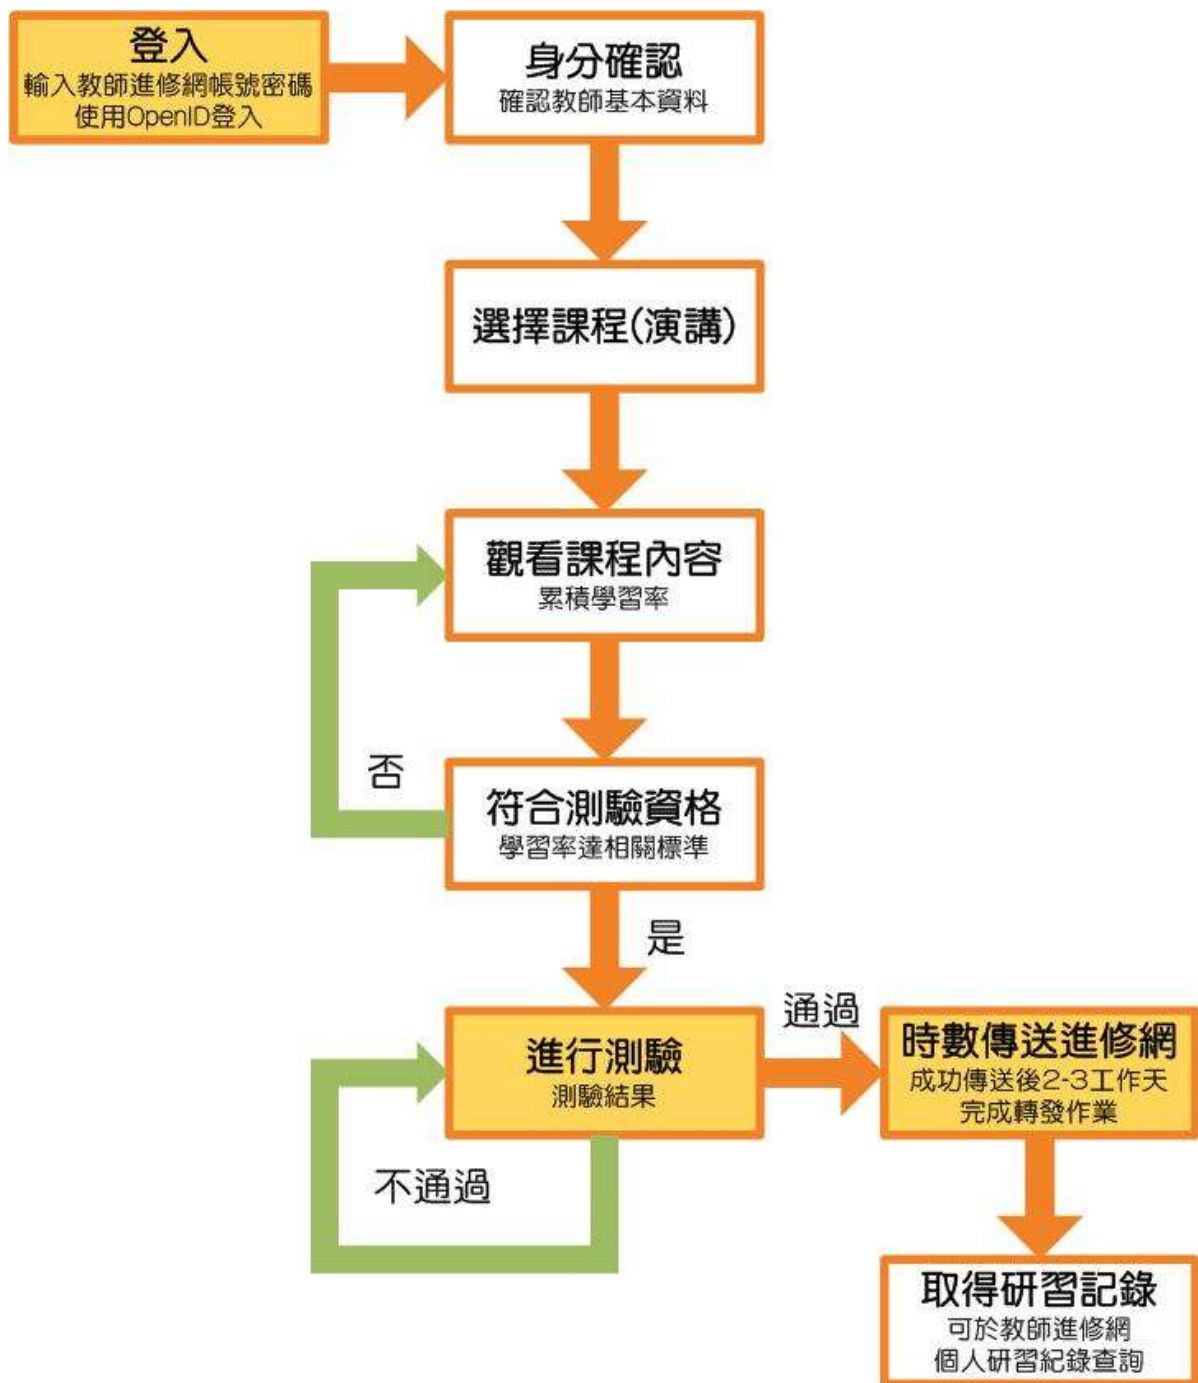 登入
輸入教師進修網帳號密碼
使用OpenID登入
身分確認
確認教師基本資料
選擇課程(演講)
觀看課程內容
累積學習率
否
符合測驗資格
學習率達相關標準
是
進行測驗
測驗結果
通過
時數傳送進修網
成功傳送後2-3工作天
完成轉發作業
不通過
取得研習記錄
可於教師進修網
個人研習紀錄查詢